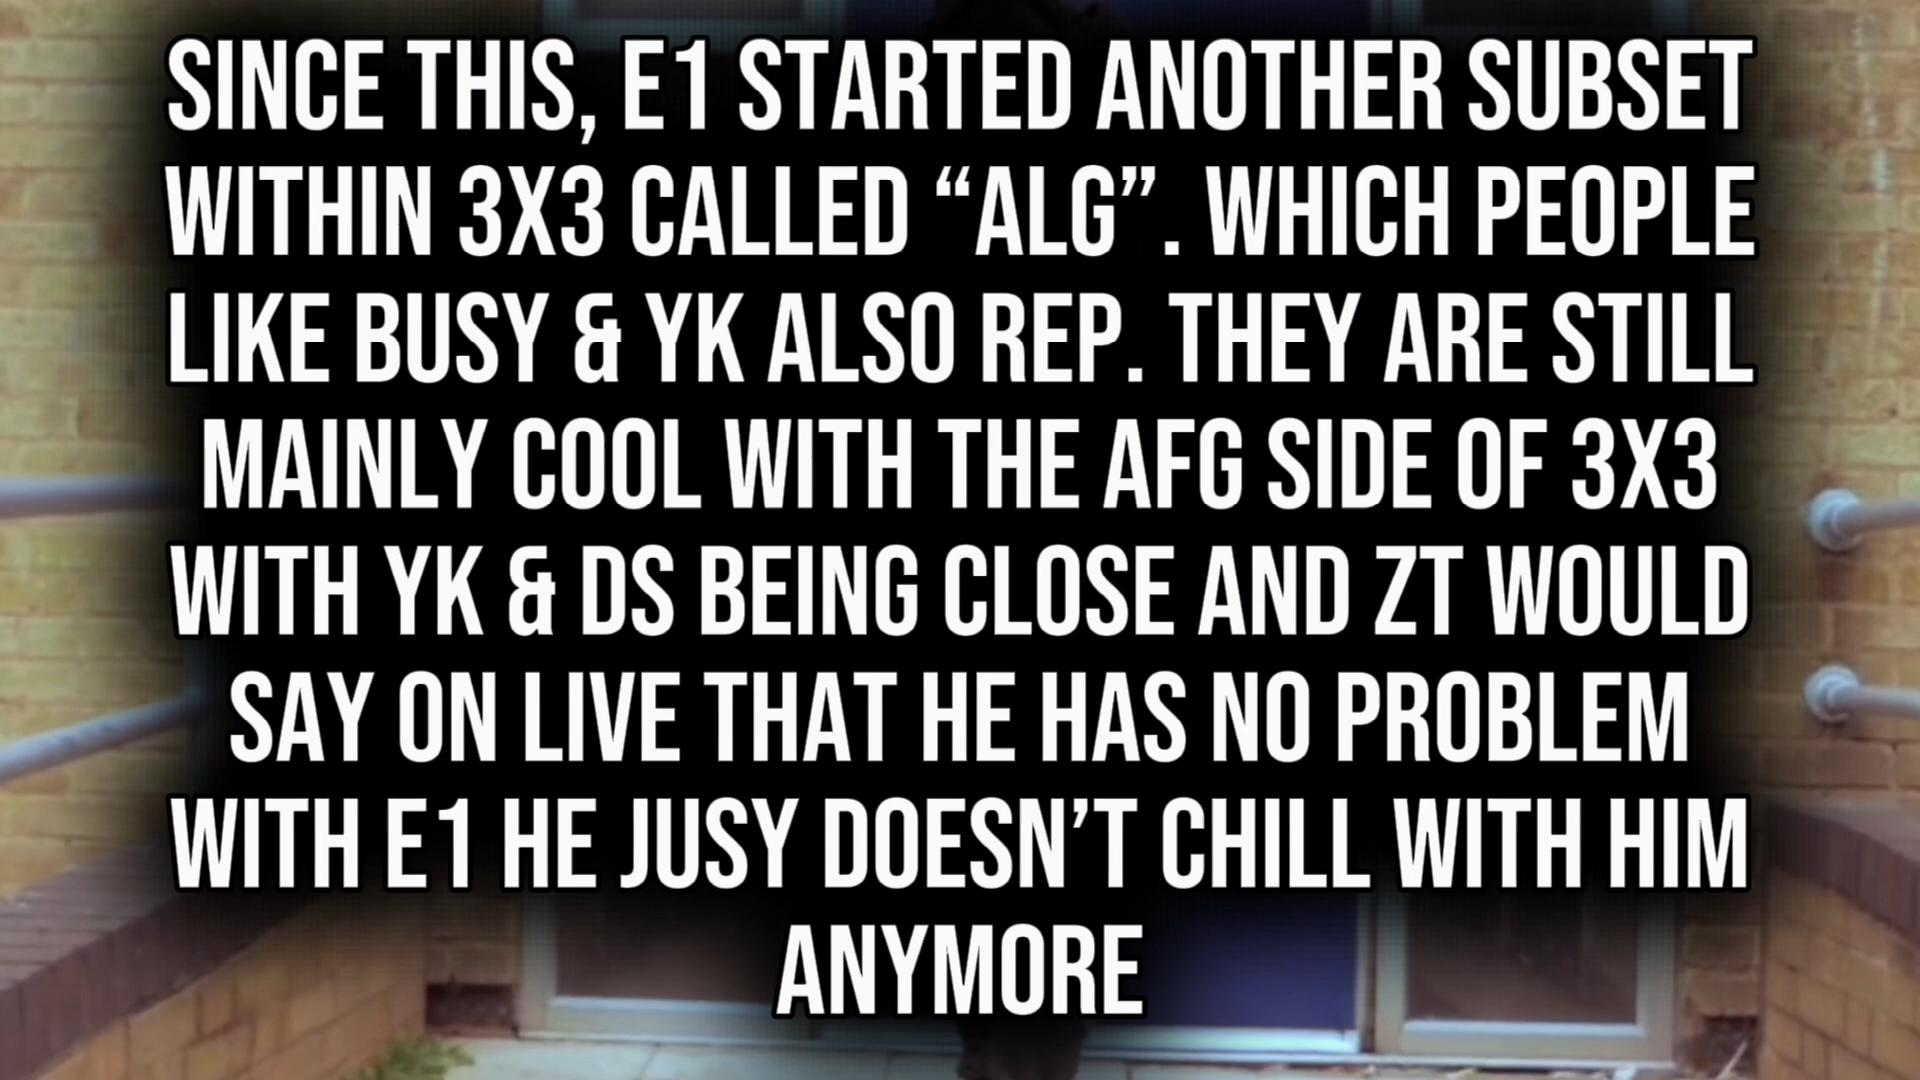 SINCE THIS, E1 STARTED ANOTHER SUBSET
WITHIN 3X3 CALLED “ALG” . WHICH PEOPLE
LIKE BUSY & YK ALSO REP. THEY ARE STILL
MAINLY COOL WITH THE AFG SIDE OF 3X3
WITH YK & DS BEING CLOSE AND ZT WOULD
SAY ON LIVE THAT HE HAS NO PROBLEM
WITH E1 HE JUSY DOESN’T CHILL WITH HIM
ANYMORE